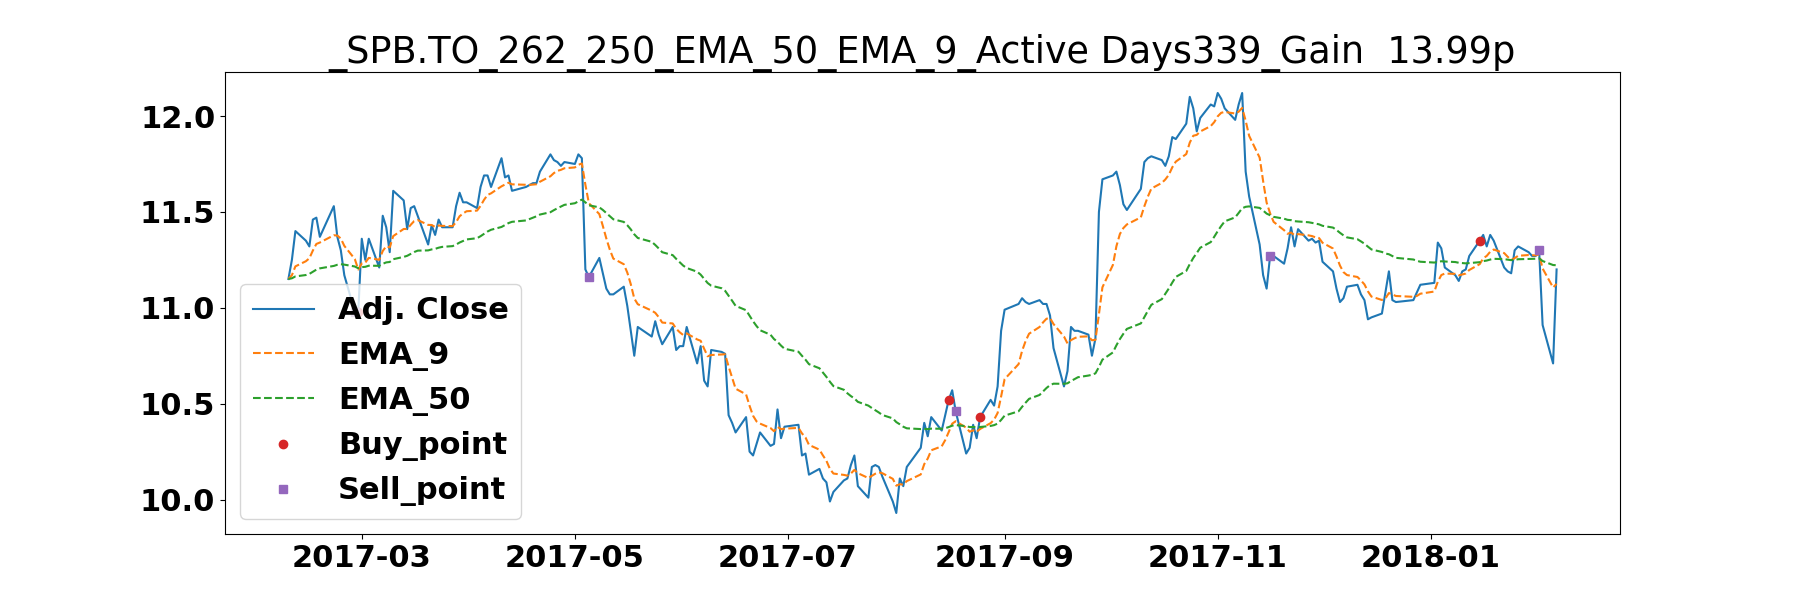 _SPB.TO_262_250_EMA_50_EMA_9_Active Days339_Gain  13.99p
12.0
11.5
11.0
10.5
10.0
Adj. Close
EMA_9
EMA_50
Buy_point
Sell_point
2017-03 2017-05 2017-07 2017-09 2017-11 2018-01